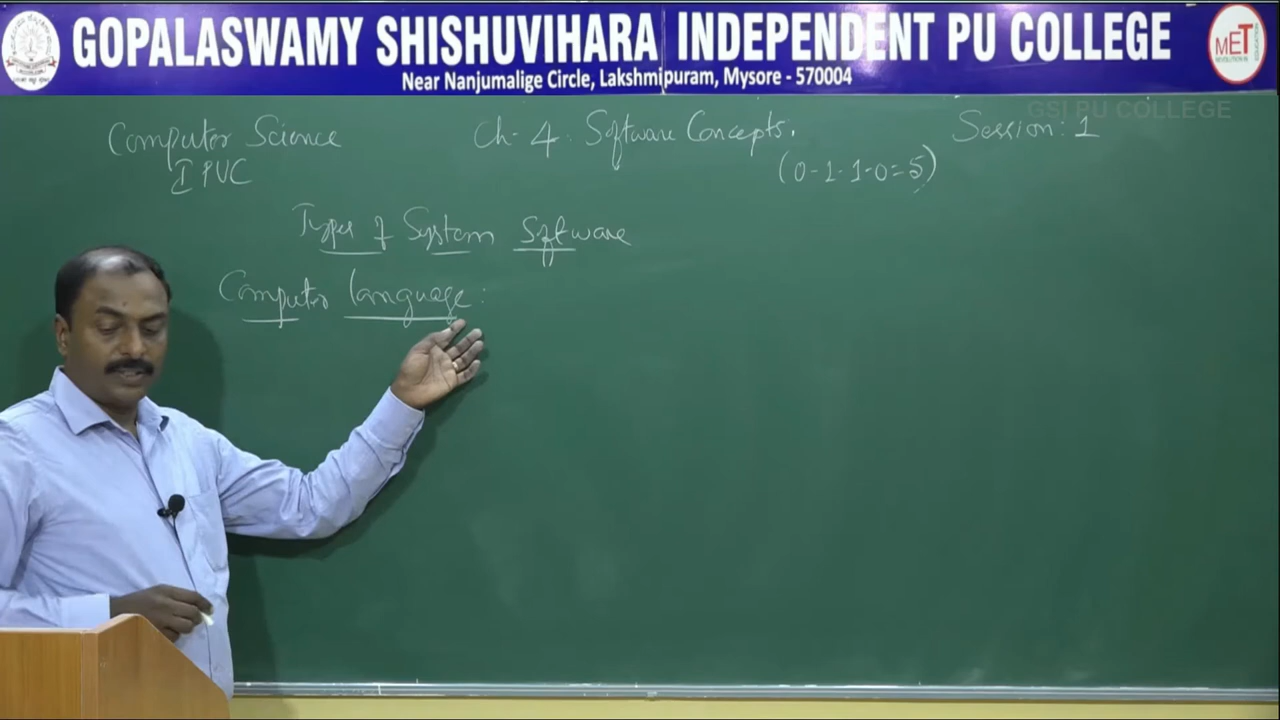 GOPALASWAMY SHISHUVIHARA INDEPENDENT PU COLLEGE
Near Nanjumalige Circle, Lakshmipuram, Mysore - 570004
MET
GSI PU COLLEGE
Computer Science
I PUC
Ch- 4: Software Concepts.
(0-1-1-0=5)
Session: 1
Types of System Software
Computer language: